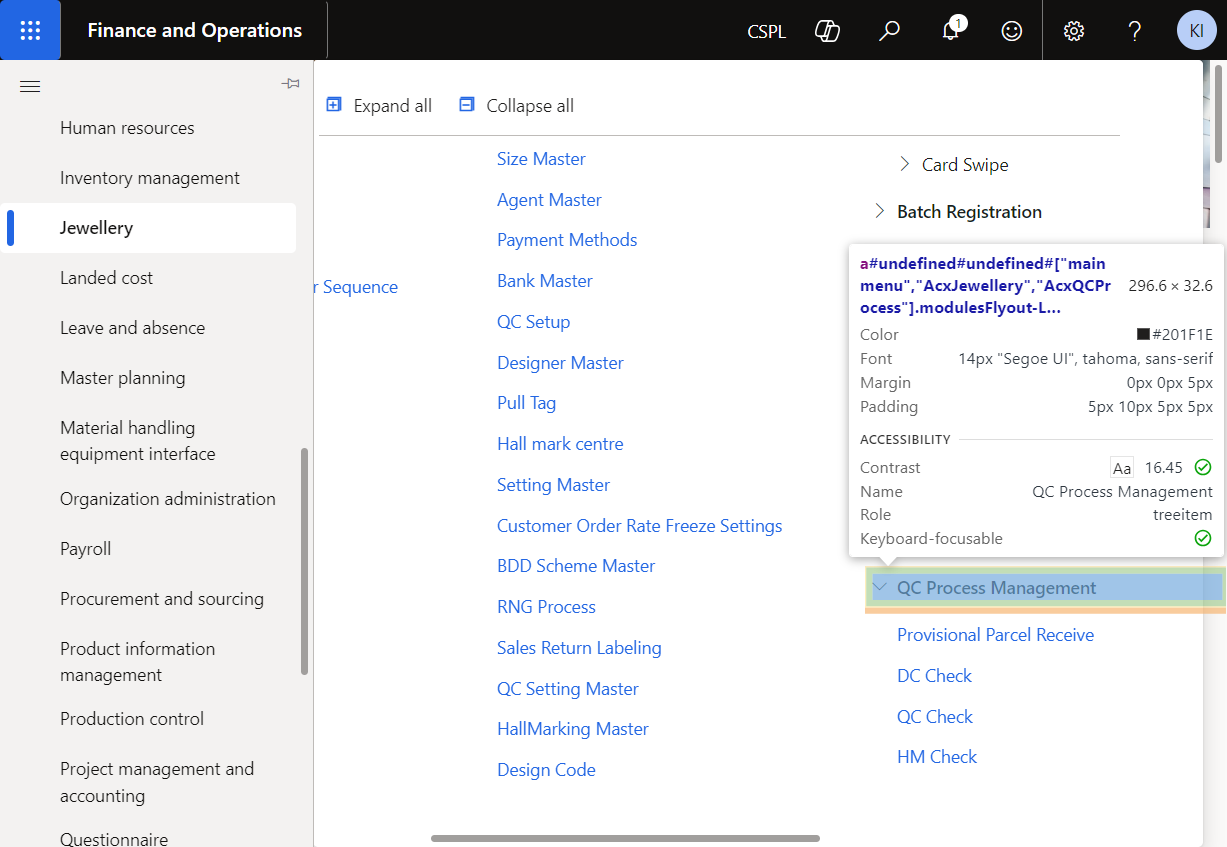 Finance and Operations
CSPL
1
?
KI
Human resources
Inventory management
Jewellery
Landed cost
Leave and absence
Master planning
Material handling
equipment interface
Organization administration
Payroll
Procurement and sourcing
Product information
management
Production control
Project management and
accounting
Questionnaire
Expand all
Collapse all
r Sequence
Size Master
Agent Master
Payment Methods
Bank Master
QC Setup
Designer Master
Pull Tag
Hall mark centre
Setting Master
Customer Order Rate Freeze Settings
BDD Scheme Master
RNG Process
Sales Return Labeling
QC Setting Master
HallMarking Master
Design Code
Card Swipe
Batch Registration
a#undefined#undefined#["main
menu","AcxJewellery","AcxQCPr
ocess"].modulesFlyout-L...
296.6 × 32.6
Color #201F1E
Font 14px "Segoe UI", tahoma, sans-serif
Margin 0px 0px 5px
Padding 5px 10px 5px 5px
ACCESSIBILITY
Contrast Aa 16.45
Name QC Process Management
Role treeitem
Keyboard-focusable
QC Process Management
Provisional Parcel Receive
DC Check
QC Check
HM Check